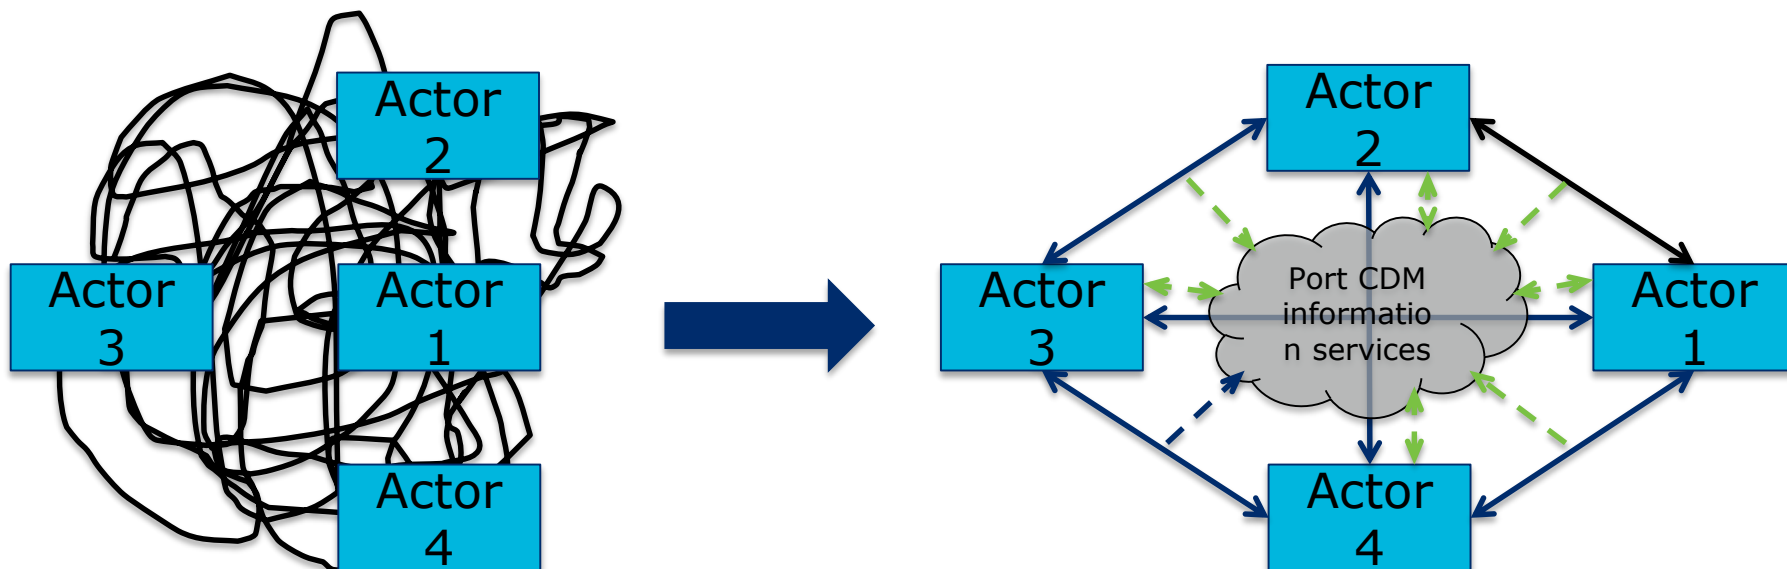 Actor
2
Actor
3
Actor
1
Actor
4
Actor
2
Actor
3
Port CDM
informatio
n services
Actor
1
Actor
4